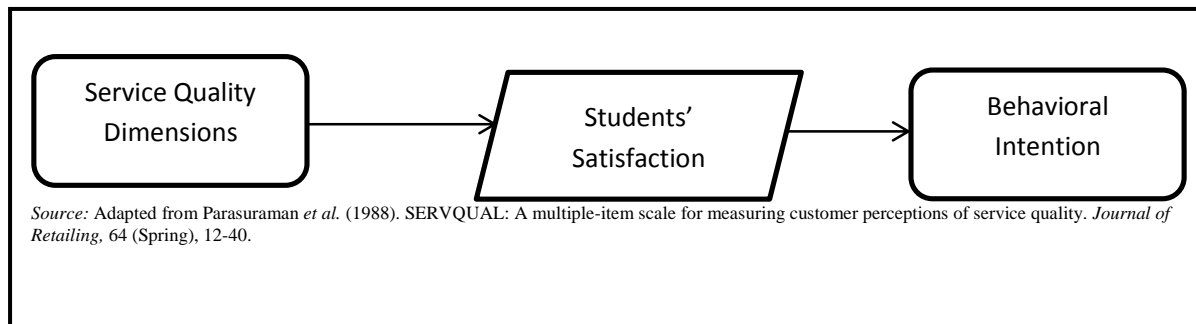 Service Quality
Dimensions
Students’
Satisfaction
Behavioral
Intention
Source: Adapted from Parasuraman et al. (1988). SERVQUAL: A multiple-item scale for measuring customer perceptions of service quality. Journal of
Retailing, 64 (Spring), 12-40.